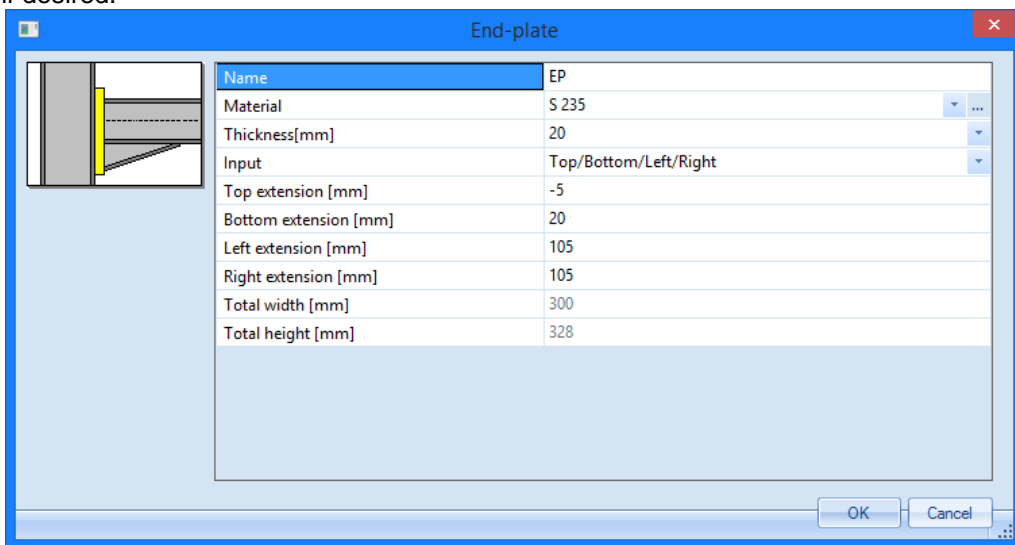 desired.
End-plate
Name EP
Material S 235 ...
Thickness[mm] 20
Input Top/Bottom/Left/Right
Top extension [mm] -5
Bottom extension [mm] 20
Left extension [mm] 105
Right extension [mm] 105
Total width [mm] 300
Total height [mm] 328
OK Cancel